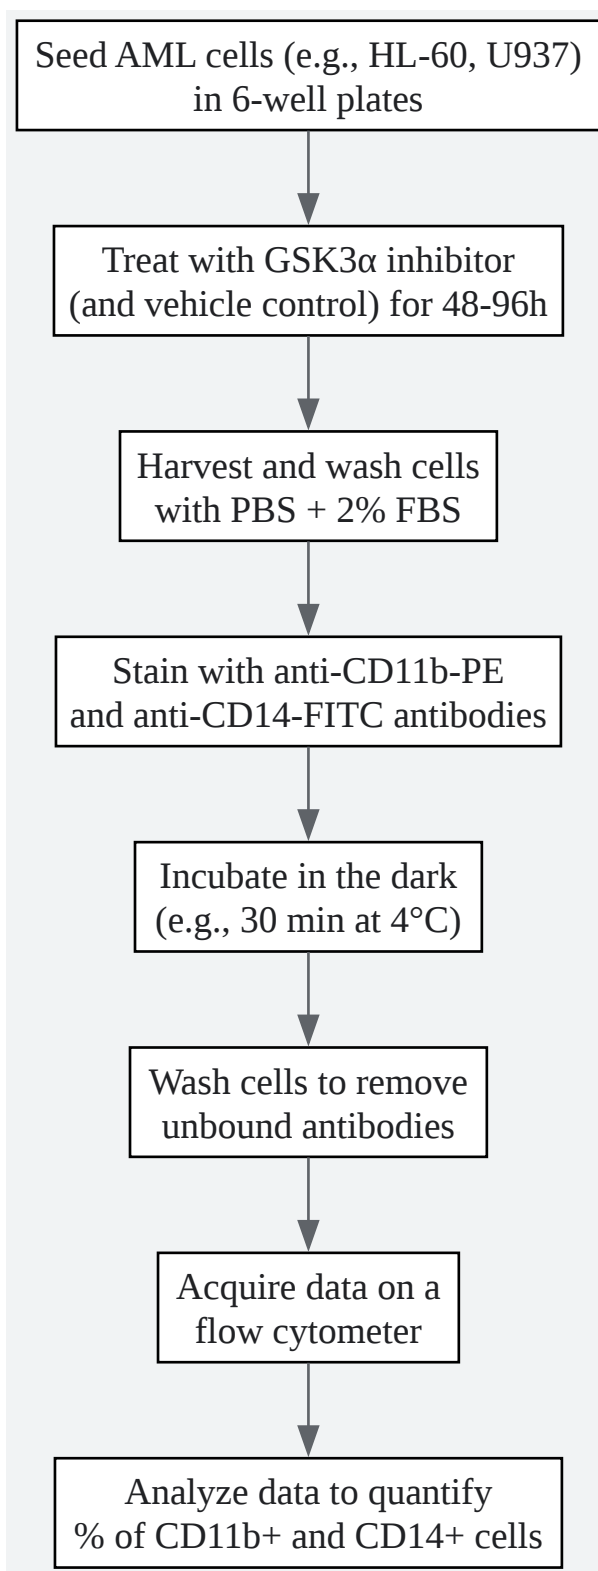 Seed AML cells (e.g., HL-60, U937)
in 6-well plates
Treat with GSK3α inhibitor
(and vehicle control) for 48-96h
Harvest and wash cells
with PBS + 2% FBS
Stain with anti-CD11b-PE
and anti-CD14-FITC antibodies
Incubate in the dark
(e.g., 30 min at 4°C)
Wash cells to remove
unbound antibodies
Acquire data on a
flow cytometer
Analyze data to quantify
% of CD11b+ and CD14+ cells